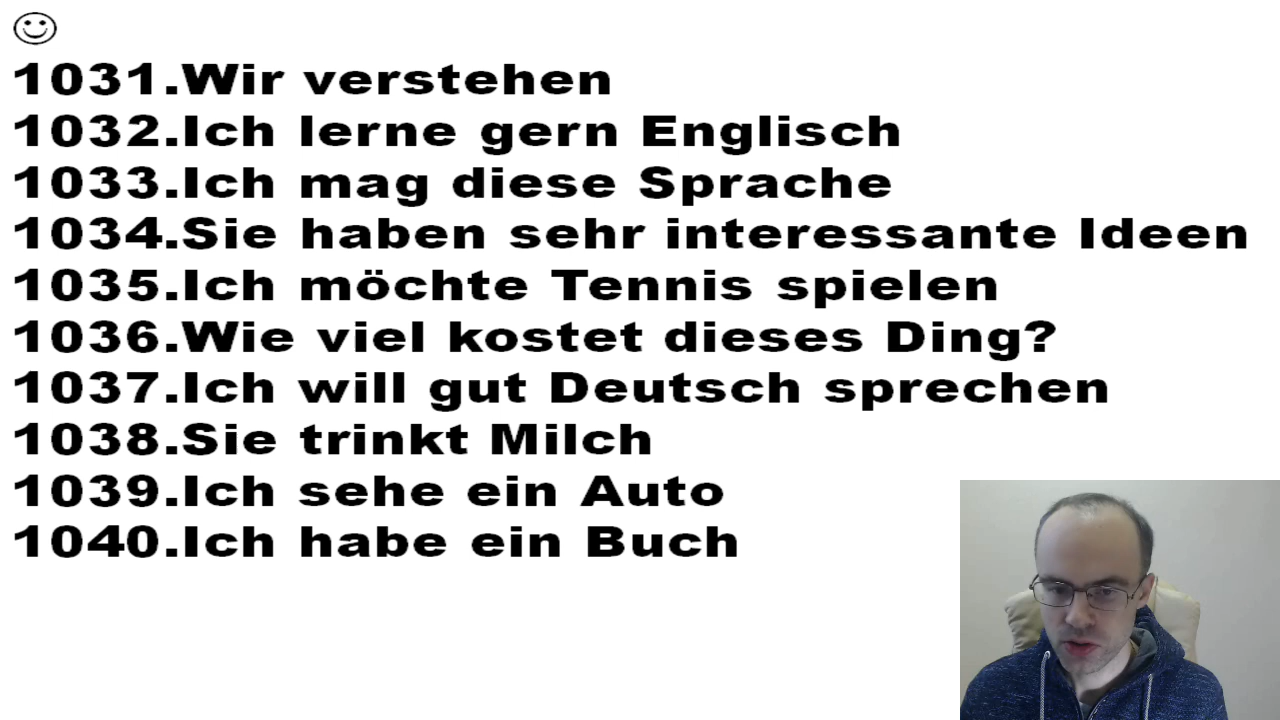 1031.Wir verstehen
1032.Ich lerne gern Englisch
1033.Ich mag diese Sprache
1034.Sie haben sehr interessante Ideen
1035.Ich möchte Tennis spielen
1036.Wie viel kostet dieses Ding?
1037.Ich will gut Deutsch sprechen
1038.Sie trinkt Milch
1039.Ich sehe ein Auto
1040.Ich habe ein Buch